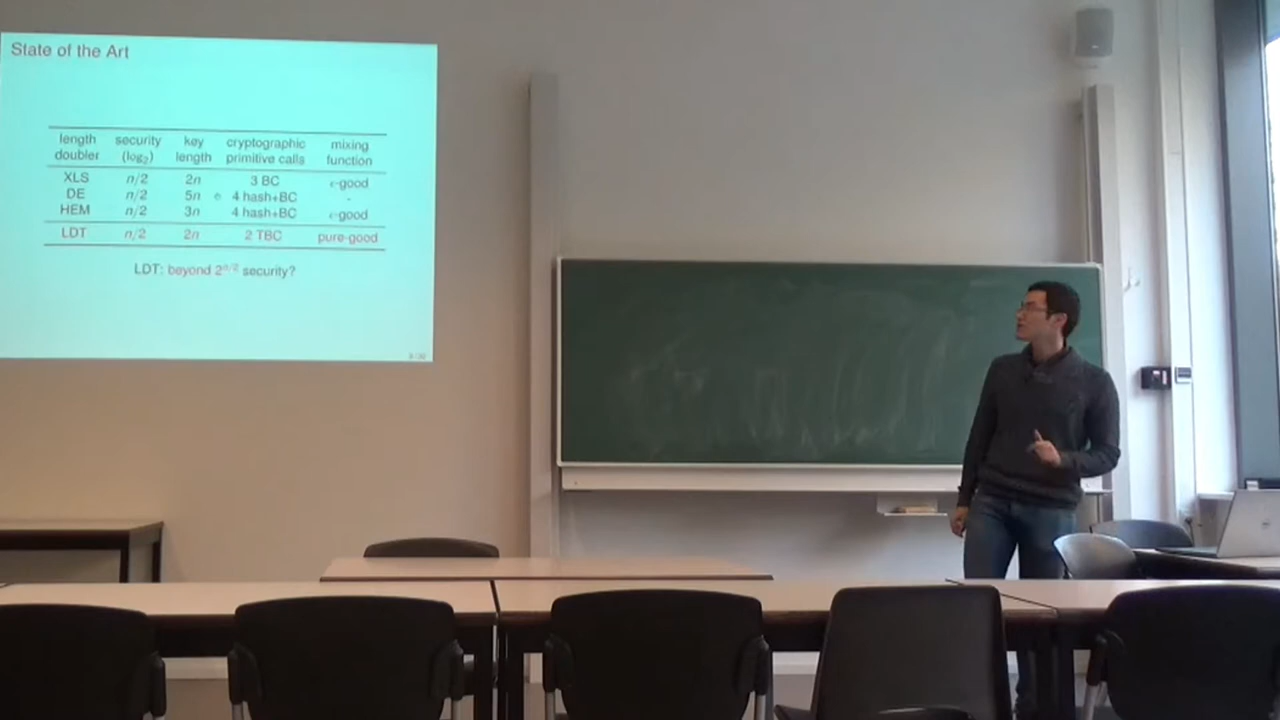 State of the Art
length security key cryptographic mixing
doubler (log₂) length primitive calls function
XLS n/2 2n 3 BC ϵ-good
DE n/2 5n 4 hash+BC -
HEM n/2 3n 4 hash+BC ϵ-good
LDT n/2 2n 2 TBC pure-good
LDT: beyond 2^{n/2} security?